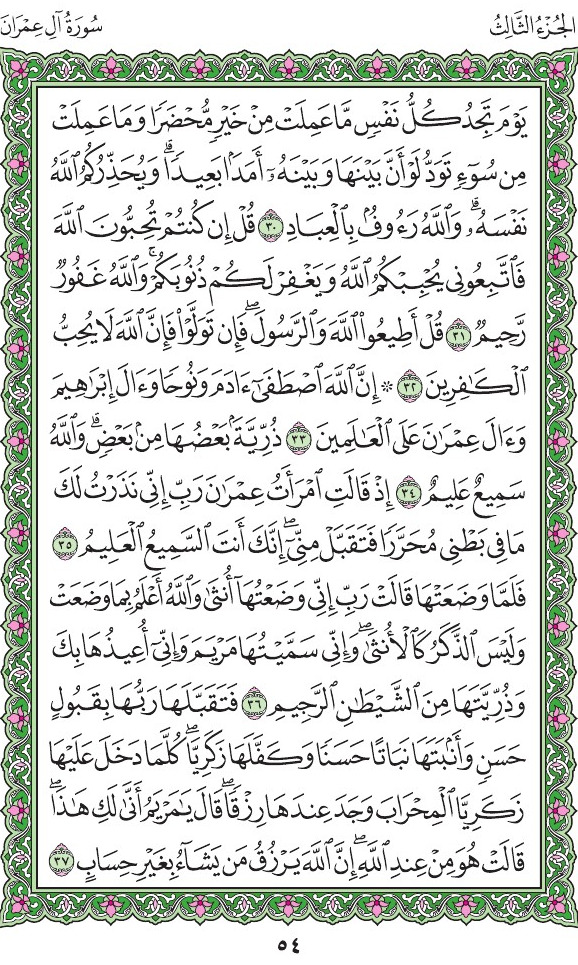 الجُزْءُ الثَّالِثُ
سُورَةُ آلِ عِمْرَانَ
يَوْمَ تَجِدُ كُلُّ نَفْسٖ مَّا عَمِلَتۡ مِنۡ خَيۡرٖ مُّحۡضَرٗا وَمَا عَمِلَتۡ
مِن سُوٓءٖ تَوَدُّ لَوۡ أَنَّ بَيۡنَهَا وَبَيۡنَهُۥٓ أَمَدَۢا بَعِيدٗاۗ وَيُحَذِّرُكُمُ ٱللَّهُ
نَفۡسَهُۥۗ وَٱللَّهُ رَءُوفُۢ بِٱلۡعِبَادِ ٣٠ قُلۡ إِن كُنتُمۡ تُحِبُّونَ ٱللَّهَ
فَٱتَّبِعُونِي يُحۡبِبۡكُمُ ٱللَّهُ وَيَغۡفِرۡ لَكُمۡ ذُنُوبَكُمۡۚ وَٱللَّهُ غَفُورٞ
رَّحِيمٞ ٣١ قُلۡ أَطِيعُواْ ٱللَّهَ وَٱلرَّسُولَۖ فَإِن تَوَلَّوۡاْ فَإِنَّ ٱللَّهَ لَا يُحِبُّ
ٱلۡكَٰفِرِينَ ٣٢ ۞ إِنَّ ٱللَّهَ ٱصۡطَفَىٰٓ ءَادَمَ وَنُوحٗا وَءَالَ إِبۡرَٰهِيمَ
وَءَالَ عِمۡرَٰنَ عَلَى ٱلۡعَٰلَمِينَ ٣٣ ذُرِّيَّةَۢ بَعۡضُهَا مِنۢ بَعۡضٖۗ وَٱللَّهُ
سَمِيعٌ عَلِيمٌ ٣٤ إِذۡ قَالَتِ ٱمۡرَأَتُ عِمۡرَٰنَ رَبِّ إِنِّي نَذَرۡتُ لَكَ
مَا فِي بَطۡنِي مُحَرَّرٗا فَتَقَبَّلۡ مِنِّيٓۖ إِنَّكَ أَنتَ ٱلسَّمِيعُ ٱلۡعَلِيمُ ٣٥
فَلَمَّا وَضَعَتۡهَا قَالَتۡ رَبِّ إِنِّي وَضَعۡتُهَآ أُنثَىٰ وَٱللَّهُ أَعۡلَمُ بِمَا وَضَعَتۡ
وَلَيۡسَ ٱلذَّكَرُ كَٱلۡأُنثَىٰۖ وَإِنِّي سَمَّيۡتُهَا مَرۡيَمَ وَإِنِّيٓ أُعِيذُهَا بِكَ
وَذُرِّيَّتَهَا مِنَ ٱلشَّيۡطَٰنِ ٱلرَّجِيمِ ٣٦ فَتَقَبَّلَهَا رَبُّهَا بِقَبُولٍ
حَسَنٖ وَأَنۢبَتَهَا نَبَاتًا حَسَنٗا وَكَفَّلَهَا زَكَرِيَّاۖ كُلَّمَا دَخَلَ عَلَيۡهَا
زَكَرِيَّا ٱلۡمِحۡرَابَ وَجَدَ عِندَهَا رِزۡقٗاۖ قَالَ يَٰمَرۡيَمُ أَنَّىٰ لَكِ هَٰذَاۖ
قَالَتۡ هُوَ مِنۡ عِندِ ٱللَّهِۖ إِنَّ ٱللَّهَ يَرۡزُقُ مَن يَشَآءُ بِغَيۡرِ حِسَابٍ ٣٧
٥٤